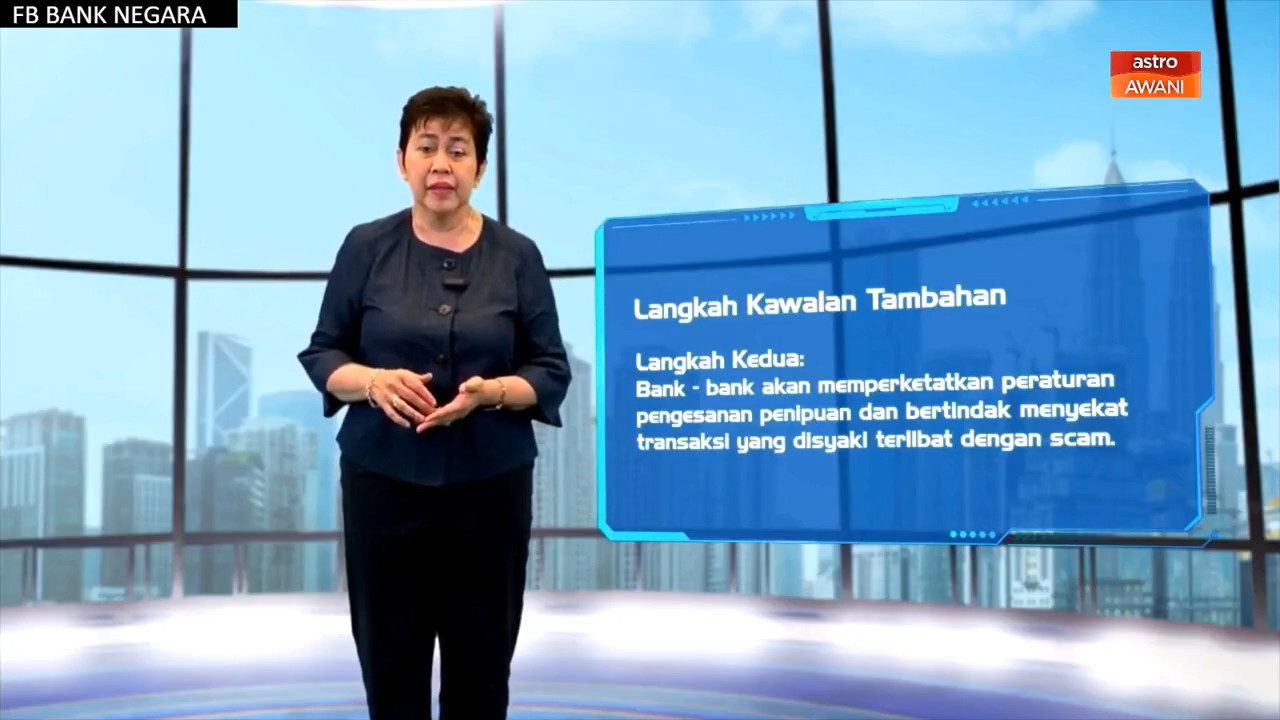 FB BANK NEGARA
astro
AWANI
Langkah Kawalan Tambahan
Langkah Kedua:
Bank - bank akan memperketatkan peraturan
pengesanan penipuan dan bertindak menyekat
transaksi yang disyaki terlibat dengan scam.